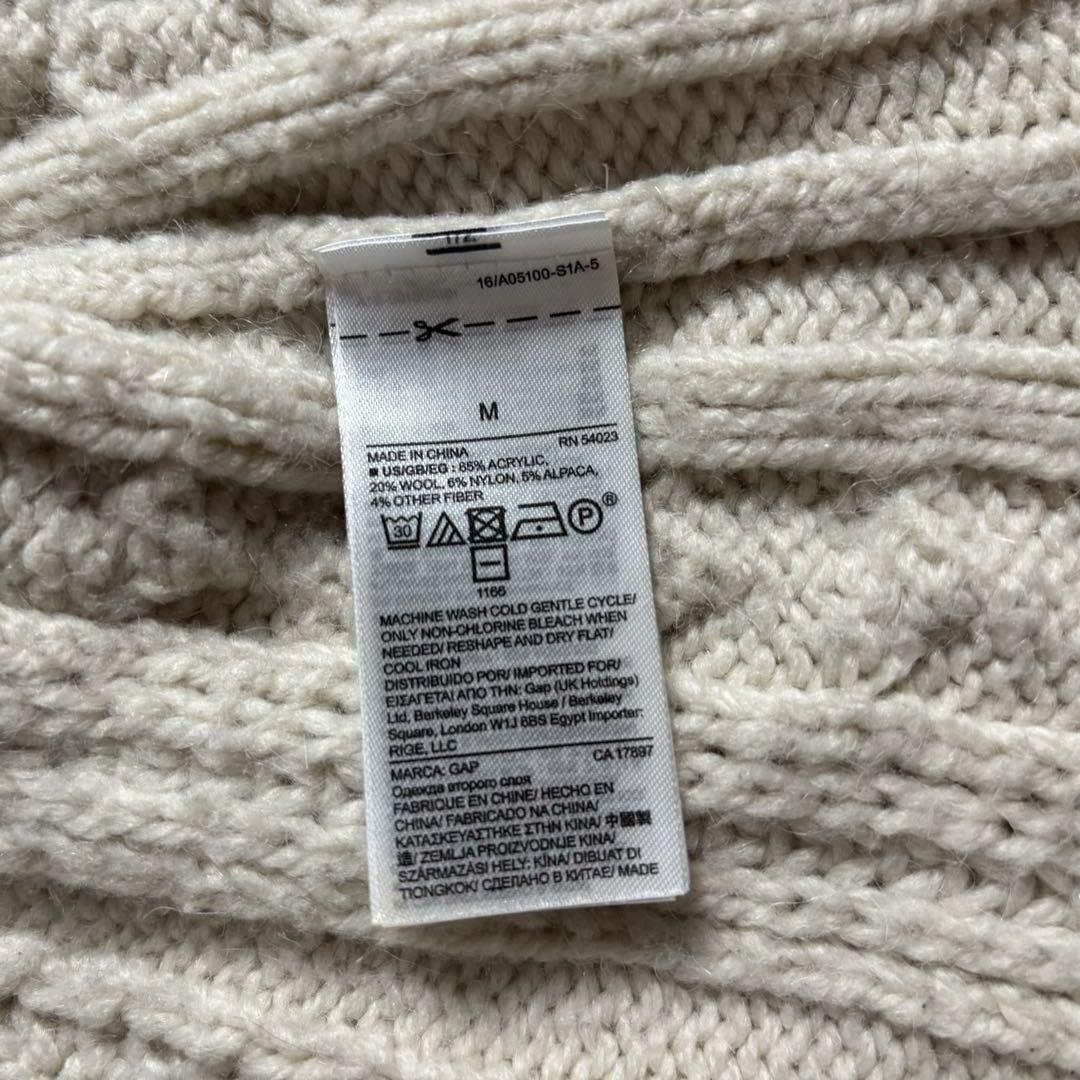 16/A05100-S1A-5
M
RN 54023
MADE IN CHINA
US/GB/EG : 65% ACRYLIC,
20% WOOL, 6% NYLON, 5% ALPACA,
4% OTHER FIBER
30 P ®
1166
MACHINE WASH COLD GENTLE CYCLE/
ONLY NON-CHLORINE BLEACH WHEN
NEEDED/ RESHAPE AND DRY FLAT/
COOL IRON
DISTRIBUIDO POR/ IMPORTED FOR/
ΕΙΣΑΓΕΤΑΙ ΑΠΟ ΤΗΝ: Gap (UK Holdings)
Ltd, Berkeley Square House / Berkeley
Square, London W1J 6BS Egypt Importer:
RIGE, LLC
CA 17897
MARCA: GAP
Одежда второго слоя
FABRIQUE EN CHINE/ HECHO EN
CHINA/ FABRICADO NA CHINA/
ΚΑΤΑΣΚΕΥΑΣΤΗΚΕ ΣΤΗΝ ΚΙΝΑ/ 中國製
造/ ZEMLJA PROIZVODNJE KINA/
SZÁRMAZÁSI HELY: KÍNA/ DIBUAT DI
TIONGKOK/ СДЕЛАНО В КИТАЕ/ MADE